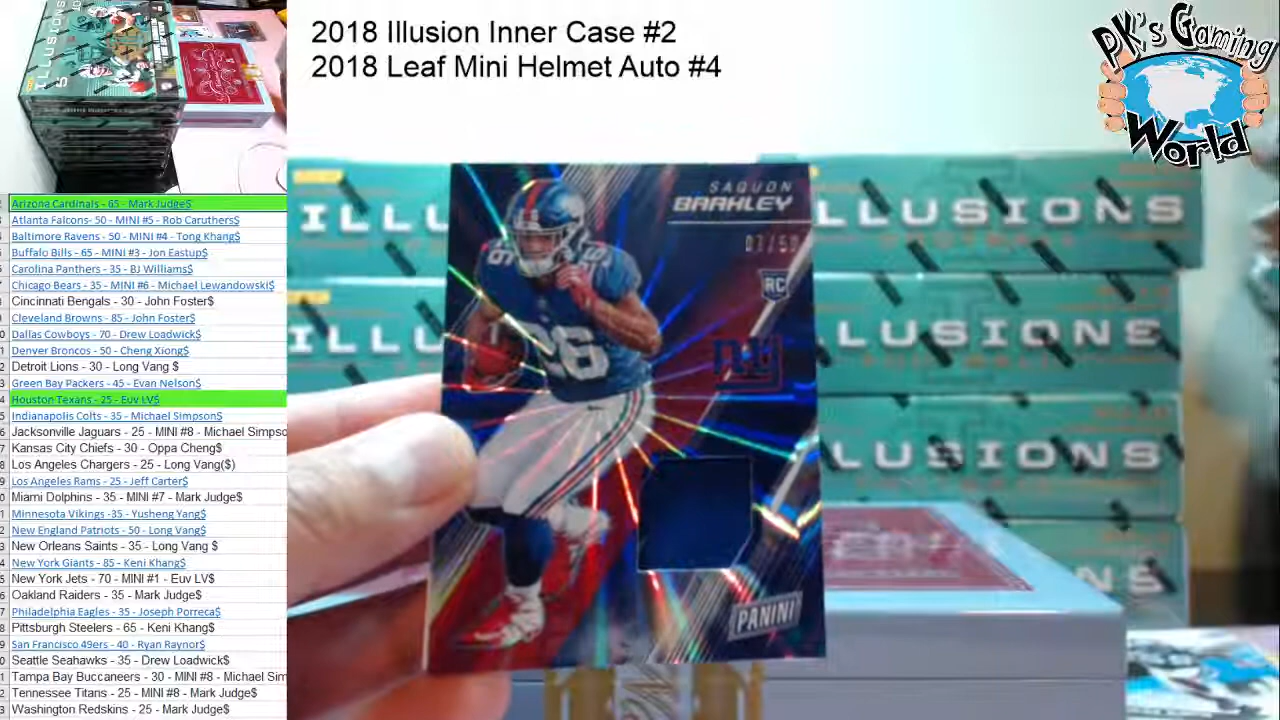 2018 Illusion Inner Case #2
2018 Leaf Mini Helmet Auto #4
PK's Gaming
World
ILLUSIONS
Arizona Cardinals - 65 - Mark Judge$
Atlanta Falcons- 50 - MINI #5 - Rob Caruthers$
Baltimore Ravens - 50 - MINI #4 - Tong Khang$
Buffalo Bills - 65 - MINI #3 - Jon Eastup$
Carolina Panthers - 35 - BJ Williams$
Chicago Bears - 35 - MINI #6 - Michael Lewandowski$
Cincinnati Bengals - 30 - John Foster$
Cleveland Browns - 85 - John Foster$
Dallas Cowboys - 70 - Drew Loadwick$
Denver Broncos - 50 - Cheng Xiong$
Detroit Lions - 30 - Long Vang $
Green Bay Packers - 45 - Evan Nelson$
Houston Texans - 25 - Euv LV$
Indianapolis Colts - 35 - Michael Simpson$
Jacksonville Jaguars - 25 - MINI #8 - Michael Simpso
Kansas City Chiefs - 30 - Oppa Cheng$
Los Angeles Chargers - 25 - Long Vang($)
Los Angeles Rams - 25 - Jeff Carter$
Miami Dolphins - 35 - MINI #7 - Mark Judge$
Minnesota Vikings -35 - Yusheng Yang$
New England Patriots - 50 - Long Vang$
New Orleans Saints - 35 - Long Vang $
New York Giants - 85 - Keni Khang$
New York Jets - 70 - MINI #1 - Euv LV$
Oakland Raiders - 35 - Mark Judge$
Philadelphia Eagles - 35 - Joseph Porreca$
Pittsburgh Steelers - 65 - Keni Khang$
San Francisco 49ers - 40 - Ryan Raynor$
Seattle Seahawks - 35 - Drew Loadwick$
Tampa Bay Buccaneers - 30 - MINI #8 - Michael Sim
Tennessee Titans - 25 - MINI #8 - Mark Judge$
Washington Redskins - 25 - Mark Judge$
SAQUON
BARKLEY
07/50
RC
26
ny
PANINI
ILLU
LLUSIONS
ILLU
LUSIONS
LUSIONS
NS